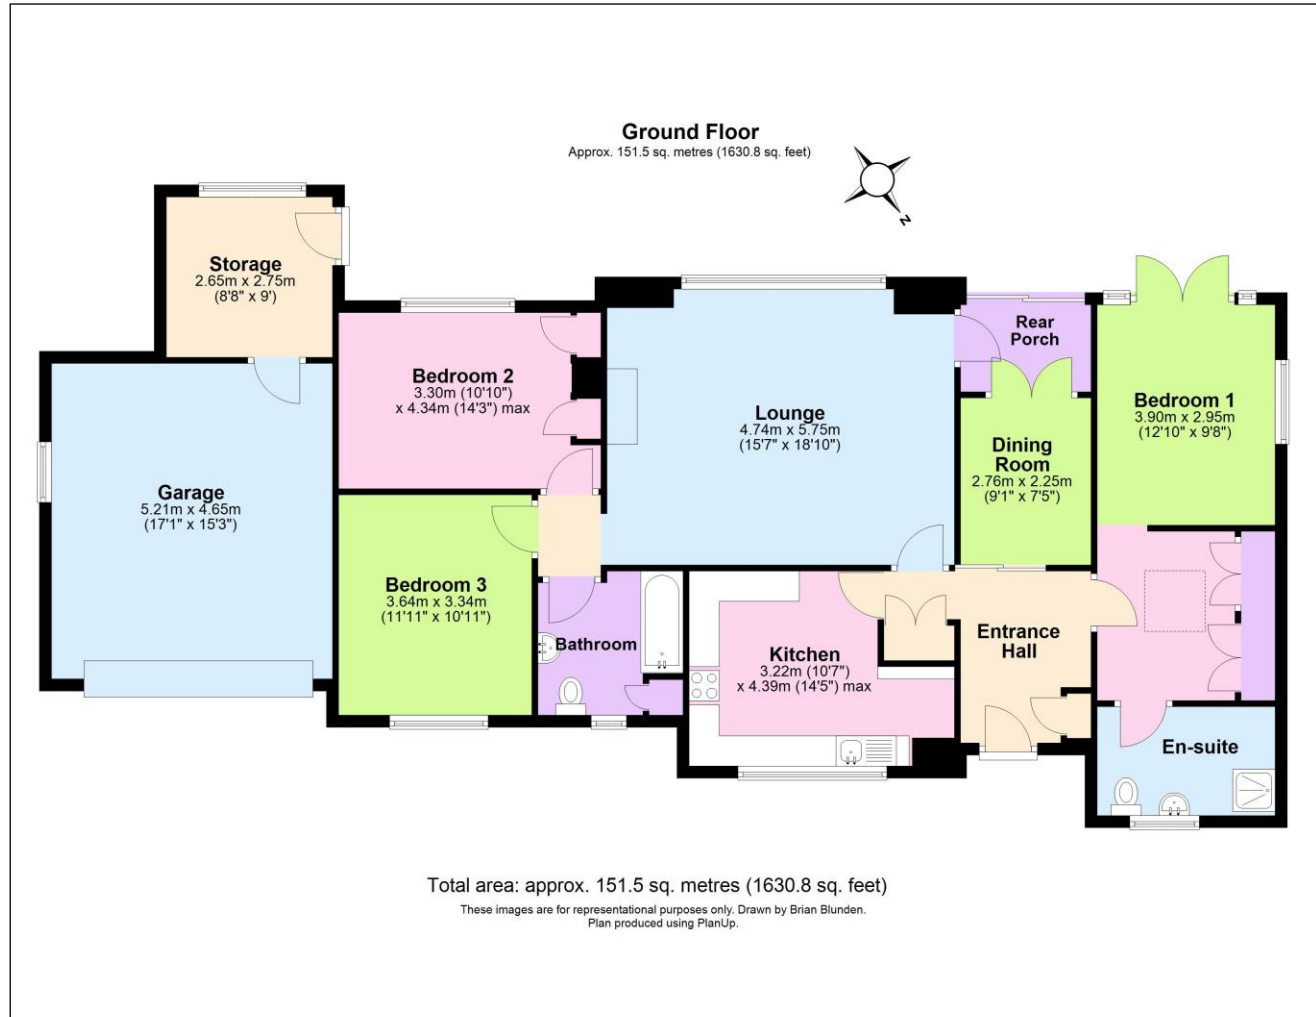 Ground Floor
Approx. 151.5 sq. metres (1630.8 sq. feet)
N
Storage
2.65m x 2.75m
(8'8" x 9')
Rear
Porch
Bedroom 2
3.30m (10'10")
x 4.34m (14'3") max
Lounge
4.74m x 5.75m
(15'7" x 18'10")
Bedroom 1
3.90m x 2.95m
(12'10" x 9'8")
Dining
Room
2.76m x 2.25m
(9'1" x 7'5")
Garage
5.21m x 4.65m
(17'1" x 15'3")
Bedroom 3
3.64m x 3.34m
(11'11" x 10'11")
Bathroom
Kitchen
3.22m (10'7")
x 4.39m (14'5") max
Entrance
Hall
En-suite
Total area: approx. 151.5 sq. metres (1630.8 sq. feet)
These images are for representational purposes only. Drawn by Brian Blunden.
Plan produced using PlanUp.